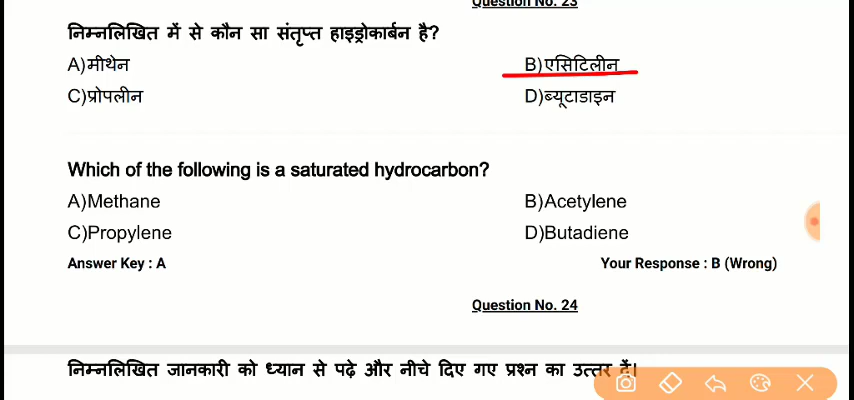 Question No. 23
निम्नलिखित में से कौन सा संतृप्त हाइड्रोकार्बन है?
A)मीथेन B)एसिटिलीन
C)प्रोपलीन D)ब्यूटाडाइन
Which of the following is a saturated hydrocarbon?
A)Methane B)Acetylene
C)Propylene D)Butadiene
Answer Key : A Your Response : B (Wrong)
Question No. 24
निम्नलिखित जानकारी को ध्यान से पढ़े और नीचे दिए गए प्रश्न का उत्तर दें।